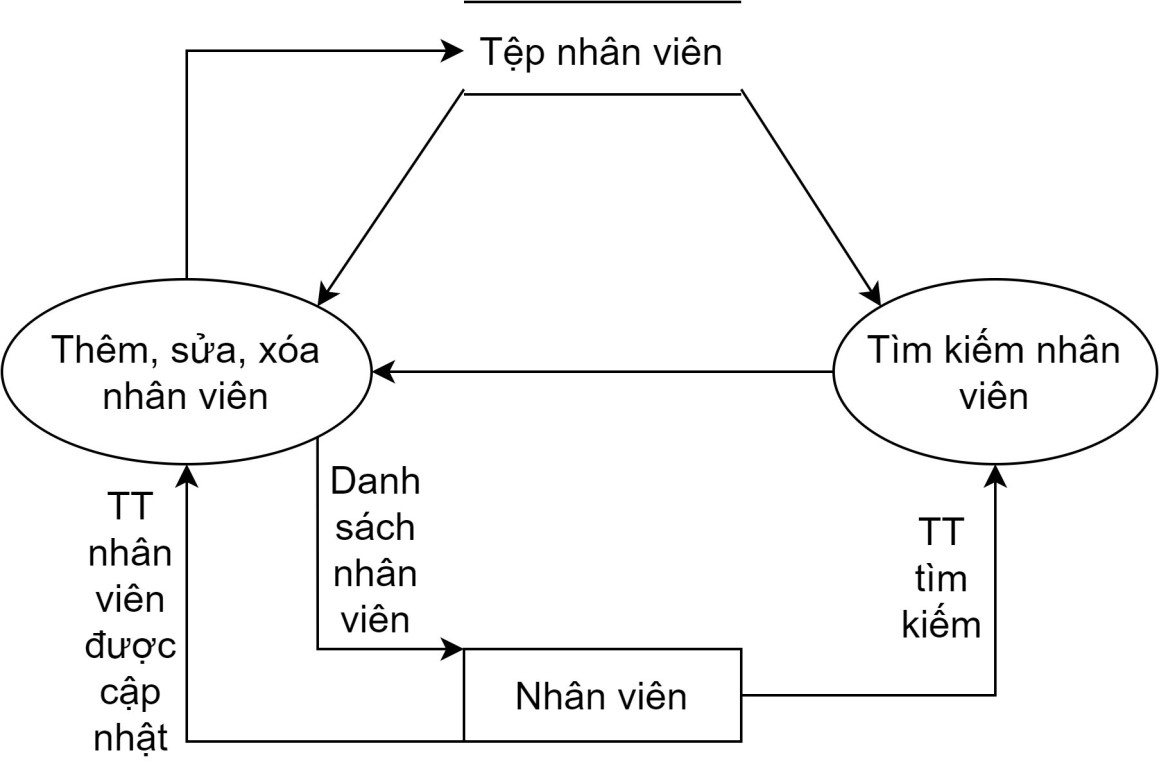 Tệp nhân viên
Thêm, sửa, xóa
nhân viên
Tìm kiếm nhân
viên
TT
nhân
viên
được
cập
nhật
Danh
sách
nhân
viên
TT
tìm
kiếm
Nhân viên